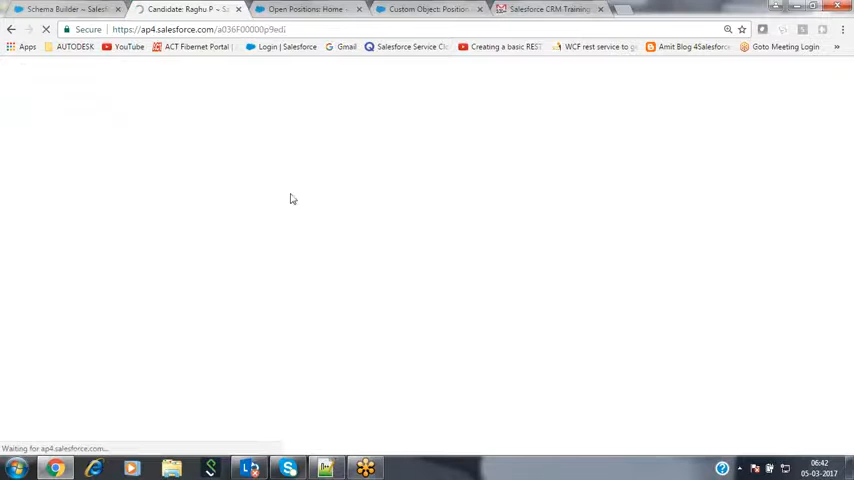 Schema Builder ~ Salesf
Candidate: Raghu P ~ Sa
Open Positions: Home ~
Custom Object: Position
Salesforce CRM Training
Secure
https://ap4.salesforce.com/a036F00000p9edi
Apps
AUTODESK
YouTube
ACT Fibernet Portal |
Login | Salesforce
Gmail
Salesforce Service Clo
Creating a basic REST
WCF rest service to ge
Amit Blog 4Salesforce
Goto Meeting Login
»
Waiting for ap4.salesforce.com...
06:42
05-03-2017